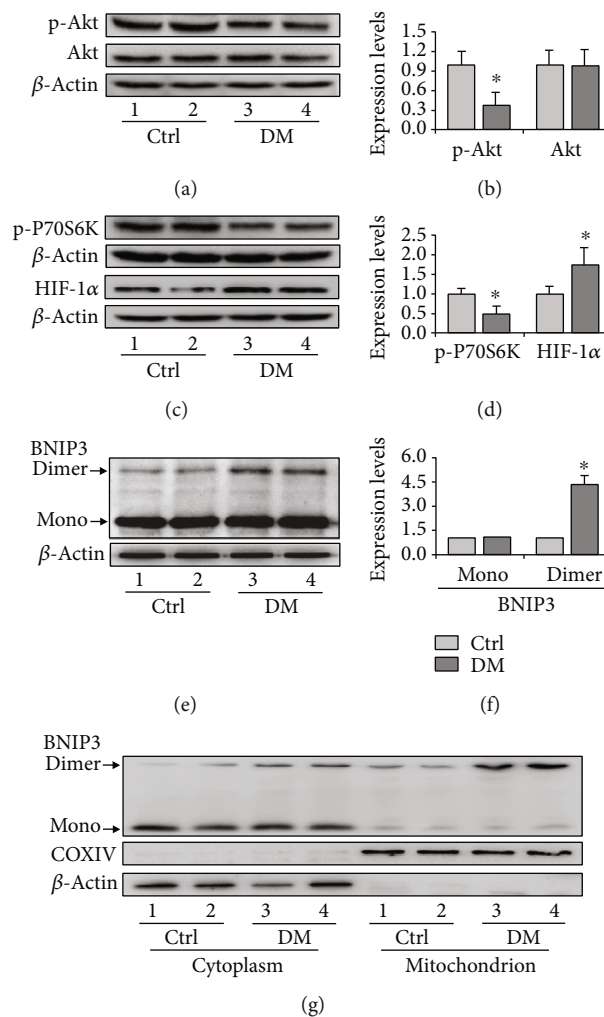 p-Akt
Akt
β-Actin
1 2 3 4
Ctrl DM
(a)
Expression levels
1.5
1.2
0.9
0.6
0.3
0.0
*
p-Akt Akt
(b)
p-P70S6K
β-Actin
HIF-1α
β-Actin
1 2 3 4
Ctrl DM
(c)
Expression levels
2.5
2.0
1.5
1.0
0.5
0.0
* *
p-P70S6K HIF-1α
(d)
BNIP3
Dimer→
Mono→
β-Actin
1 2 3 4
Ctrl DM
(e)
Expression levels
6.0
4.5
3.0
1.5
0.0
*
Mono Dimer
BNIP3
Ctrl
DM
(f)
BNIP3
Dimer→
Mono→
COXIV
β-Actin
1 2 3 4 1 2 3 4
Ctrl DM Ctrl DM
Cytoplasm Mitochondrion
(g)